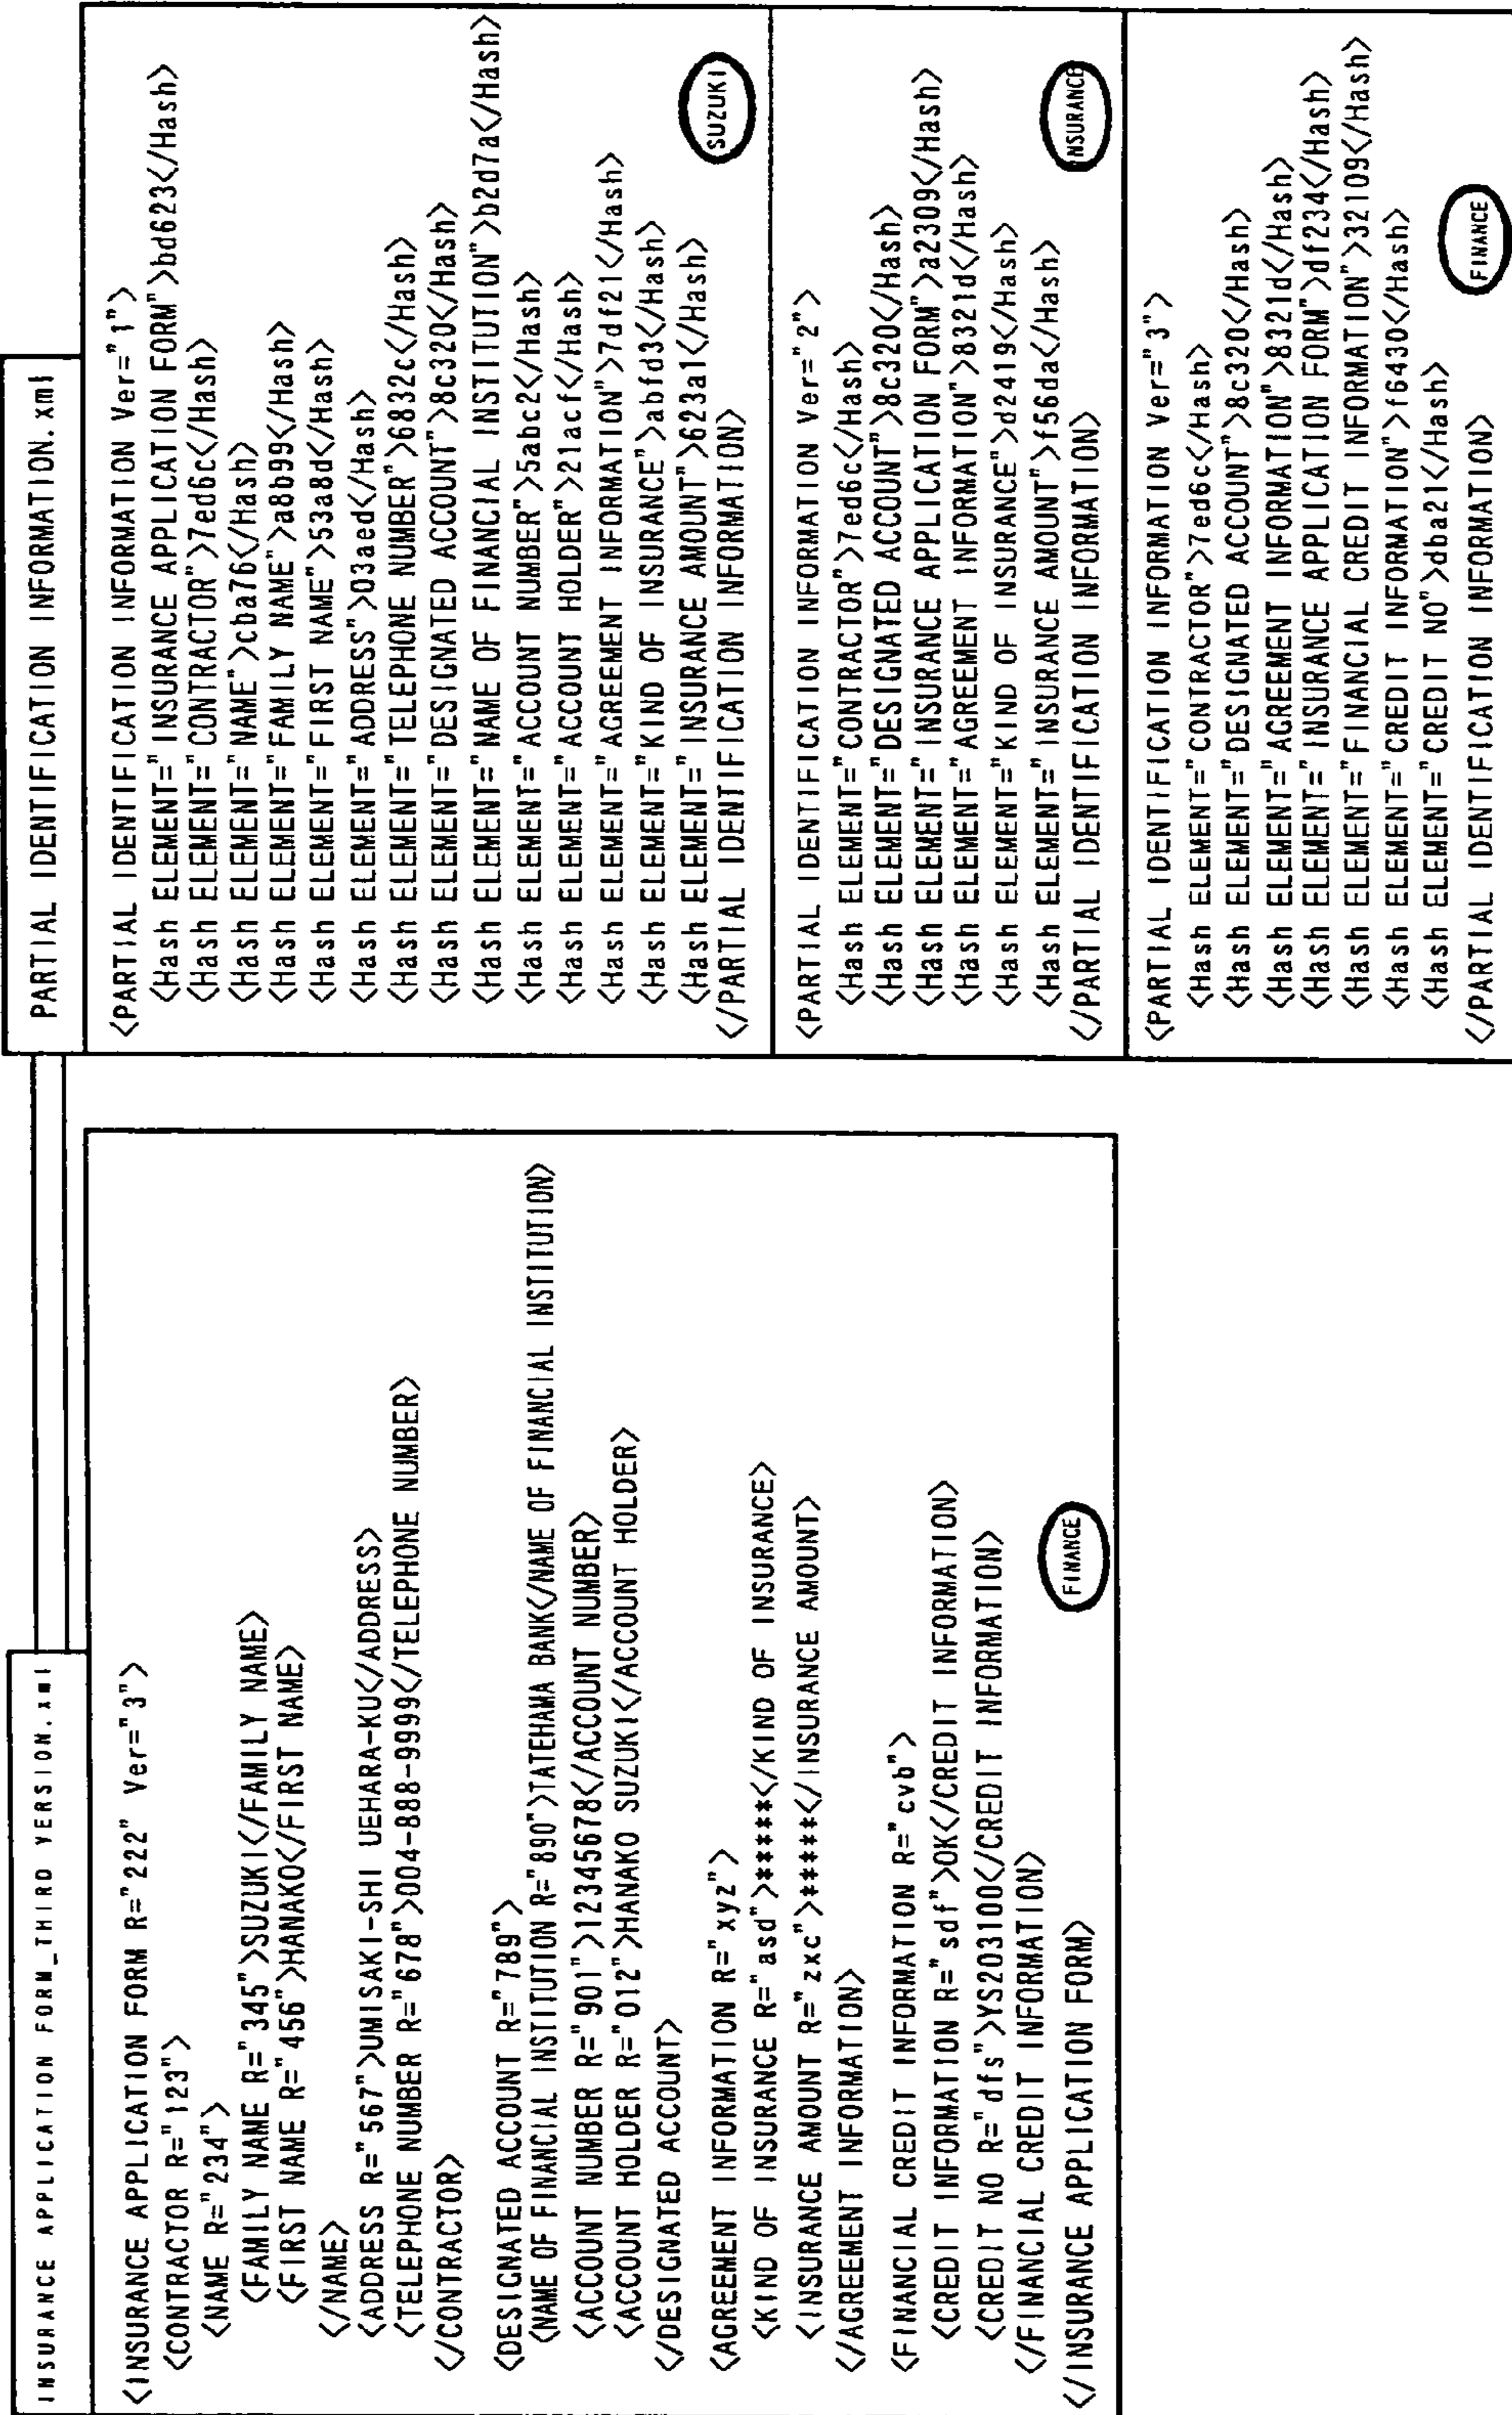 INSURANCE APPLICATION FORM_THIRD VERSION.xml
<INSURANCE APPLICATION FORM R="222" Ver="3">
<CONTRACTOR R="123">
<NAME R="234">
<FAMILY NAME R="345">SUZUKI</FAMILY NAME>
<FIRST NAME R="456">HANAKO</FIRST NAME>
</NAME>
<ADDRESS R="567">UMISAKI-SHI UEHARA-KU</ADDRESS>
<TELEPHONE NUMBER R="678">004-888-9999</TELEPHONE NUMBER>
</CONTRACTOR>
<DESIGNATED ACCOUNT R="789">
<NAME OF FINANCIAL INSTITUTION R="890">TATEHAMA BANK</NAME OF FINANCIAL INSTITUTION>
<ACCOUNT NUMBER R="901">12345678</ACCOUNT NUMBER>
<ACCOUNT HOLDER R="012">HANAKO SUZUKI</ACCOUNT HOLDER>
</DESIGNATED ACCOUNT>
<AGREEMENT INFORMATION R="xyz">
<KIND OF INSURANCE R="asd">*****</KIND OF INSURANCE>
<INSURANCE AMOUNT R="zxc">*****</INSURANCE AMOUNT>
</AGREEMENT INFORMATION>
<FINANCIAL CREDIT INFORMATION R="cvb">
<CREDIT INFORMATION R="sdf">OK</CREDIT INFORMATION>
<CREDIT NO R="dfs">YS203100</CREDIT INFORMATION>
</FINANCIAL CREDIT INFORMATION>
</INSURANCE APPLICATION FORM>
FINANCE
PARTIAL IDENTIFICATION INFORMATION.xml
<PARTIAL IDENTIFICATION INFORMATION Ver="1">
<Hash ELEMENT="INSURANCE APPLICATION FORM">bd623</Hash>
<Hash ELEMENT="CONTRACTOR">7ed6c</Hash>
<Hash ELEMENT="NAME">cba76</Hash>
<Hash ELEMENT="FAMILY NAME">a8b99</Hash>
<Hash ELEMENT="FIRST NAME">53a8d</Hash>
<Hash ELEMENT="ADDRESS">03aed</Hash>
<Hash ELEMENT="TELEPHONE NUMBER">6832c</Hash>
<Hash ELEMENT="DESIGNATED ACCOUNT">8c320</Hash>
<Hash ELEMENT="NAME OF FINANCIAL INSTITUTION">b2d7a</Hash>
<Hash ELEMENT="ACCOUNT NUMBER">5abc2</Hash>
<Hash ELEMENT="ACCOUNT HOLDER">21acf</Hash>
<Hash ELEMENT="AGREEMENT INFORMATION">7df21</Hash>
<Hash ELEMENT="KIND OF INSURANCE">abfd3</Hash>
<Hash ELEMENT="INSURANCE AMOUNT">623a1</Hash>
</PARTIAL IDENTIFICATION INFORMATION>
SUZUKI
<PARTIAL IDENTIFICATION INFORMATION Ver="2">
<Hash ELEMENT="CONTRACTOR">7ed6c</Hash>
<Hash ELEMENT="DESIGNATED ACCOUNT">8c320</Hash>
<Hash ELEMENT="INSURANCE APPLICATION FORM">a2309</Hash>
<Hash ELEMENT="AGREEMENT INFORMATION">8321d</Hash>
<Hash ELEMENT="KIND OF INSURANCE">d2419</Hash>
<Hash ELEMENT="INSURANCE AMOUNT">f56da</Hash>
</PARTIAL IDENTIFICATION INFORMATION>
NSURANCE
<PARTIAL IDENTIFICATION INFORMATION Ver="3">
<Hash ELEMENT="CONTRACTOR">7ed6c</Hash>
<Hash ELEMENT="DESIGNATED ACCOUNT">8c320</Hash>
<Hash ELEMENT="AGREEMENT INFORMATION">8321d</Hash>
<Hash ELEMENT="INSURANCE APPLICATION FORM">df234</Hash>
<Hash ELEMENT="FINANCIAL CREDIT INFORMATION">32109</Hash>
<Hash ELEMENT="CREDIT INFORMATION">f6430</Hash>
<Hash ELEMENT="CREDIT NO">dba21</Hash>
</PARTIAL IDENTIFICATION INFORMATION>
FINANCE